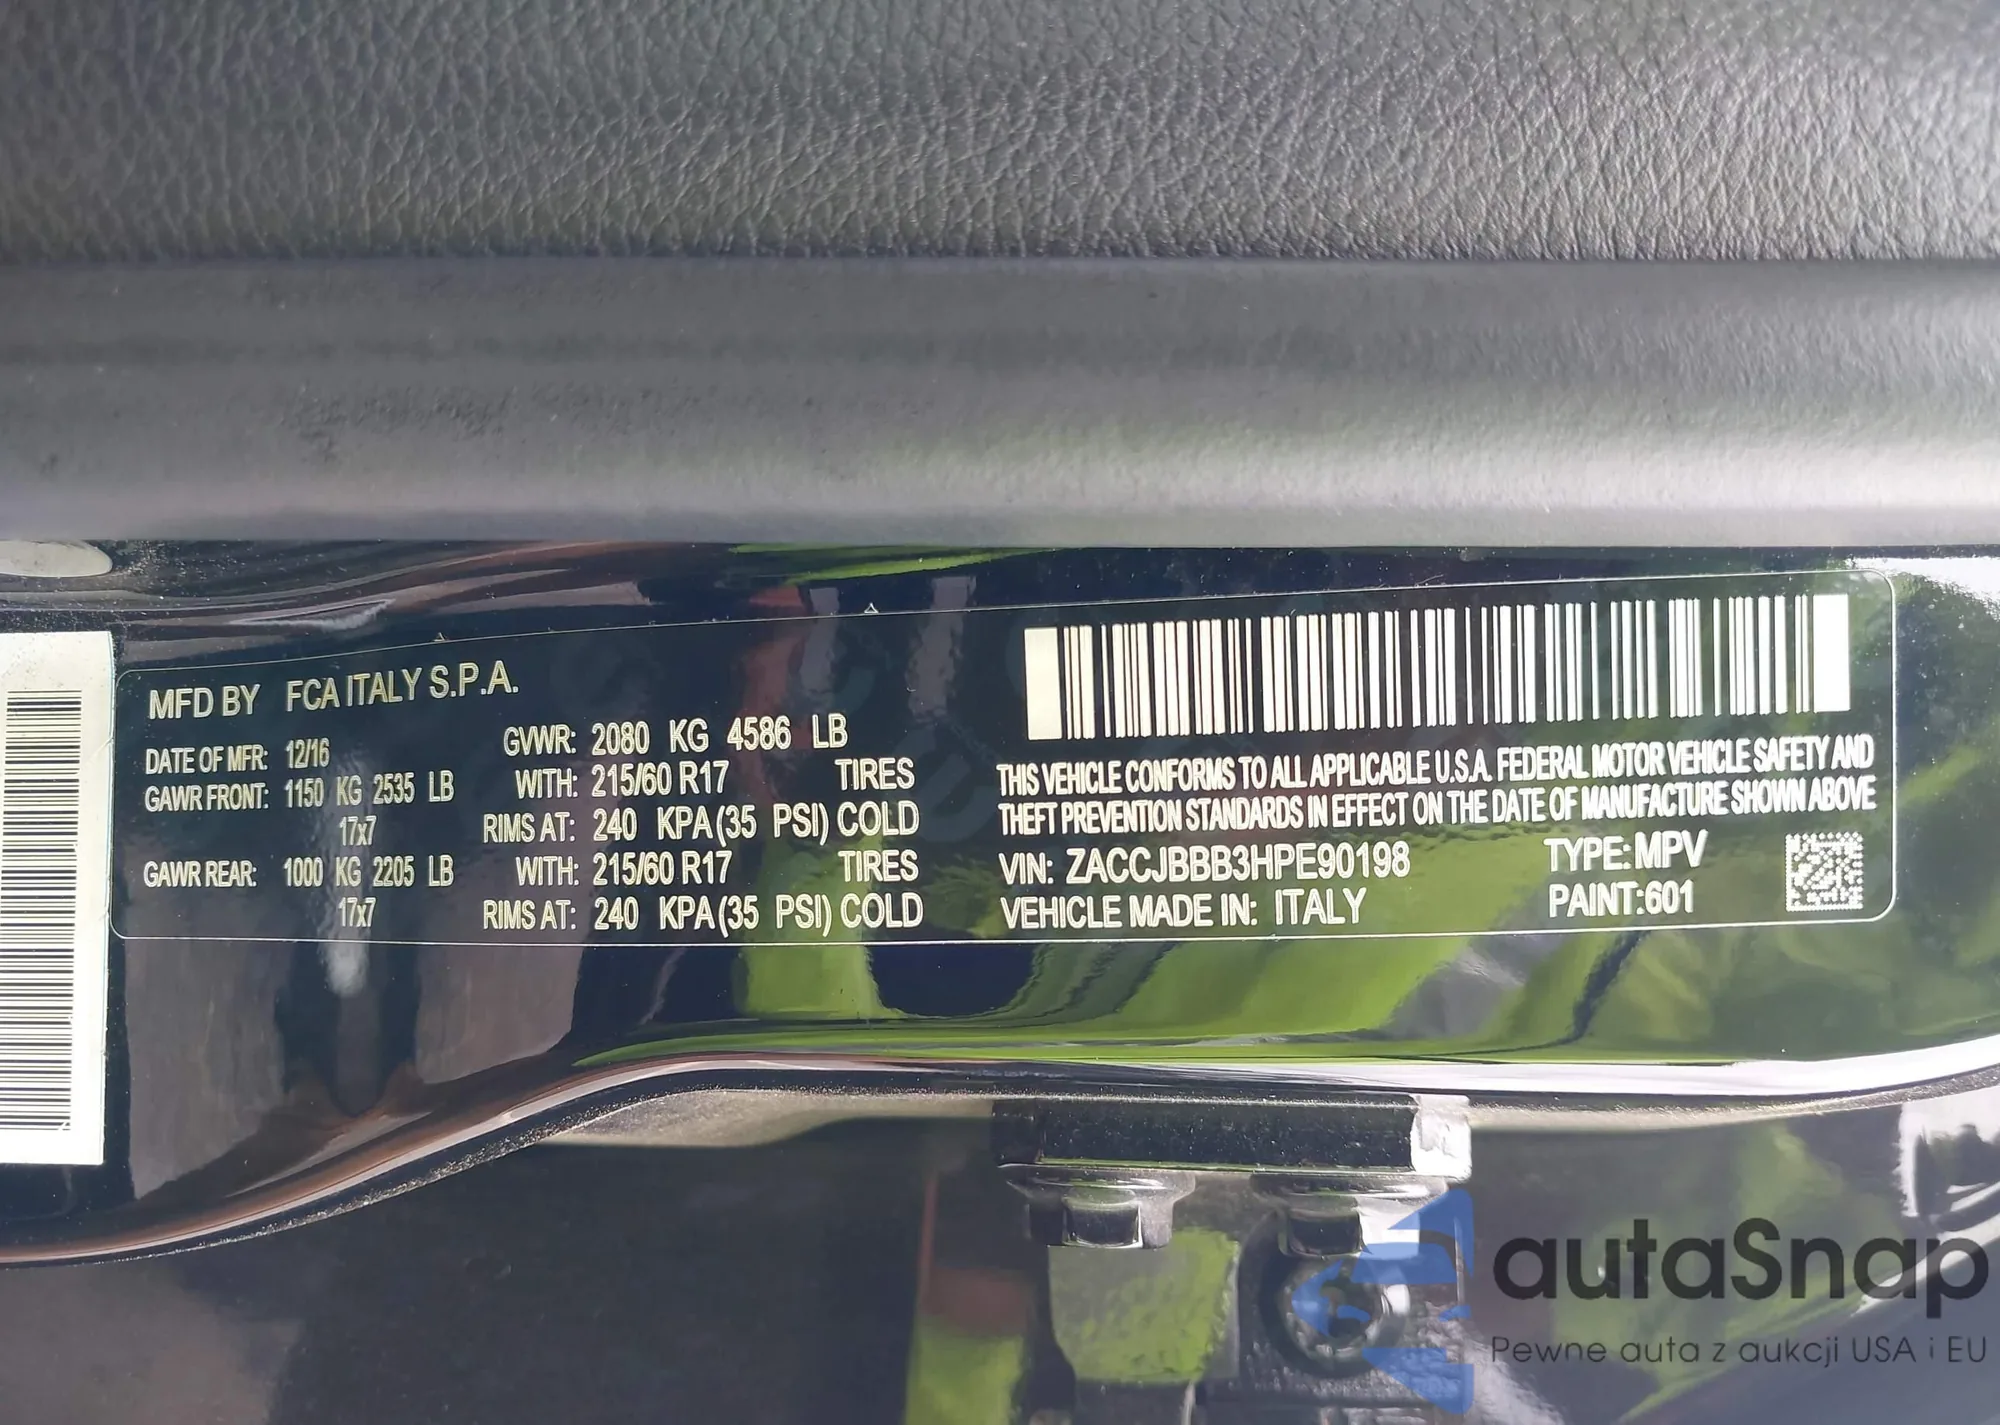 MFD BY FCA ITALY S.P.A.
DATE OF MFR: 12/16 GVWR: 2080 KG 4586 LB
GAWR FRONT: 1150 KG 2535 LB WITH: 215/60 R17 TIRES
17x7 RIMS AT: 240 KPA (35 PSI) COLD
GAWR REAR: 1000 KG 2205 LB WITH: 215/60 R17 TIRES
17x7 RIMS AT: 240 KPA (35 PSI) COLD
THIS VEHICLE CONFORMS TO ALL APPLICABLE U.S.A. FEDERAL MOTOR VEHICLE SAFETY AND
THEFT PREVENTION STANDARDS IN EFFECT ON THE DATE OF MANUFACTURE SHOWN ABOVE
VIN: ZACCJBBB3HPE90198 TYPE: MPV
VEHICLE MADE IN: ITALY PAINT: 601
autaSnap
Pewne auta z aukcji USA i EU